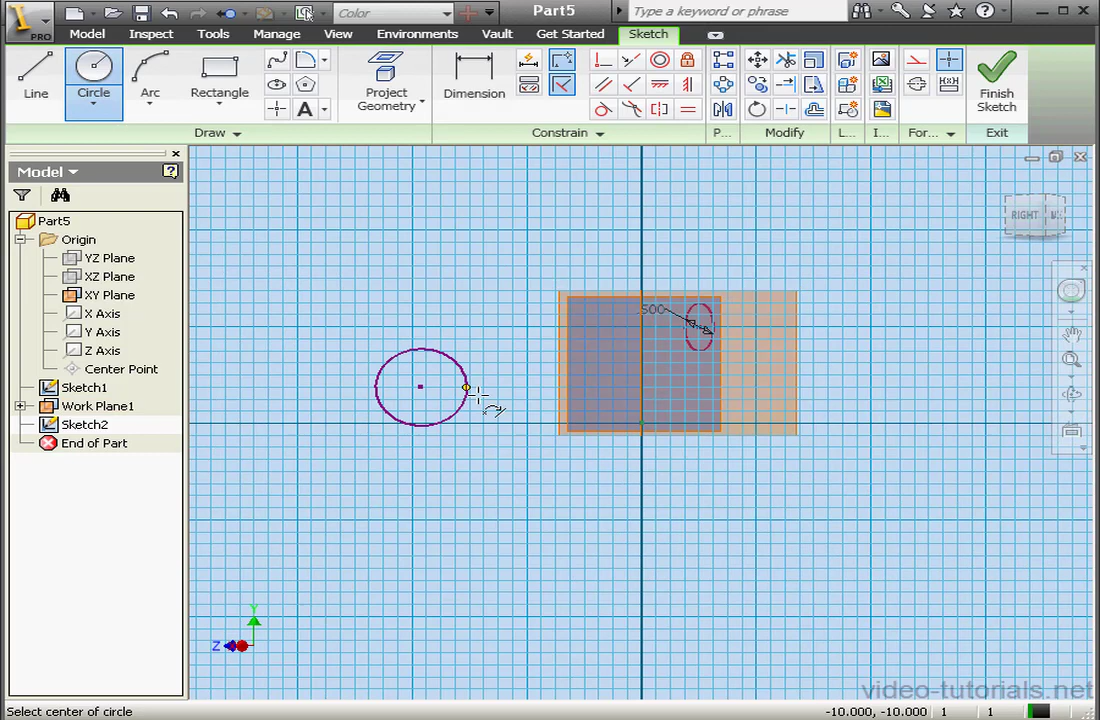 PRO
Color
Part5
Type a keyword or phrase
Model Inspect Tools Manage View Environments Vault Get Started Sketch
Line
Circle
Arc
Rectangle
A
Project
Geometry
Dimension
Finish
Sketch
Draw
Constrain
P...
Modify
L...
I...
For...
Exit
Model
Part5
Origin
YZ Plane
XZ Plane
XY Plane
X Axis
Y Axis
Z Axis
Center Point
Sketch1
Work Plane1
Sketch2
End of Part
.500
RIGHT
Y
Z
video-tutorials.net
Select center of circle
-10.000, -10.000 1 1